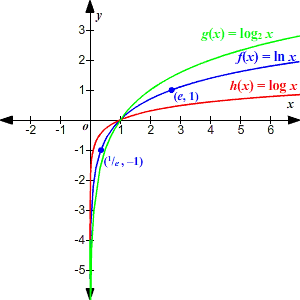 y
3
g(x) = log₂ x
2
f(x) = ln x
1
(e, 1)
h(x) = log x
x
-2 -1 o 1 2 3 4 5 6
-1
(¹/e , −1)
-2
-3
-4
-5